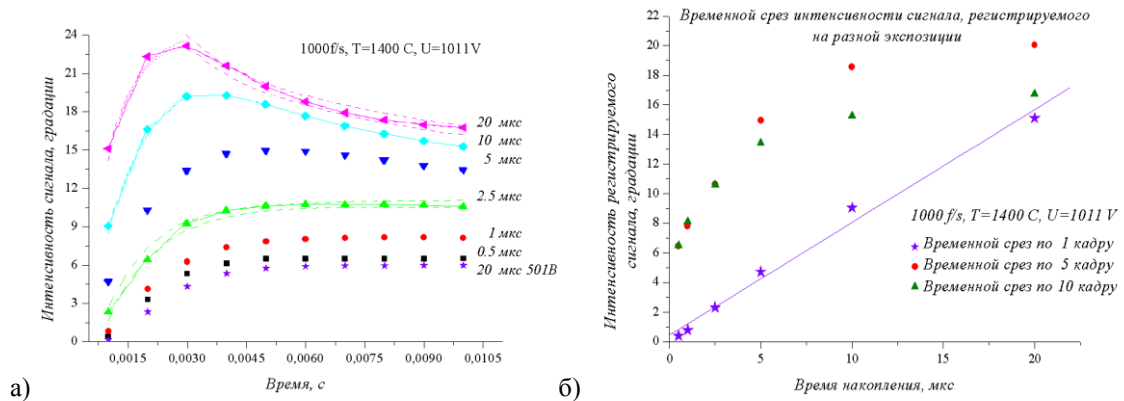 1000f/s, T=1400 C, U=1011V
Интенсивность сигнала, градации
24
21
18
15
12
9
6
3
0
20 мкс
10 мкс
5 мкс
2.5 мкс
1 мкс
0.5 мкс
20 мкс 501В
0,0015 0,0030 0,0045 0,0060 0,0075 0,0090 0,0105
Время, с
а)
Временной срез интенсивности сигнала, регистрируемого
на разной экспозиции
Интенсивность регистрируемого
сигнала, градации
22
20
18
16
14
12
10
8
6
4
2
0
1000 f/s, T=1400 C, U=1011 V
Временной срез по 1 кадру
Временной срез по 5 кадру
Временной срез по 10 кадру
0 5 10 15 20
Время накопления, мкс
б)